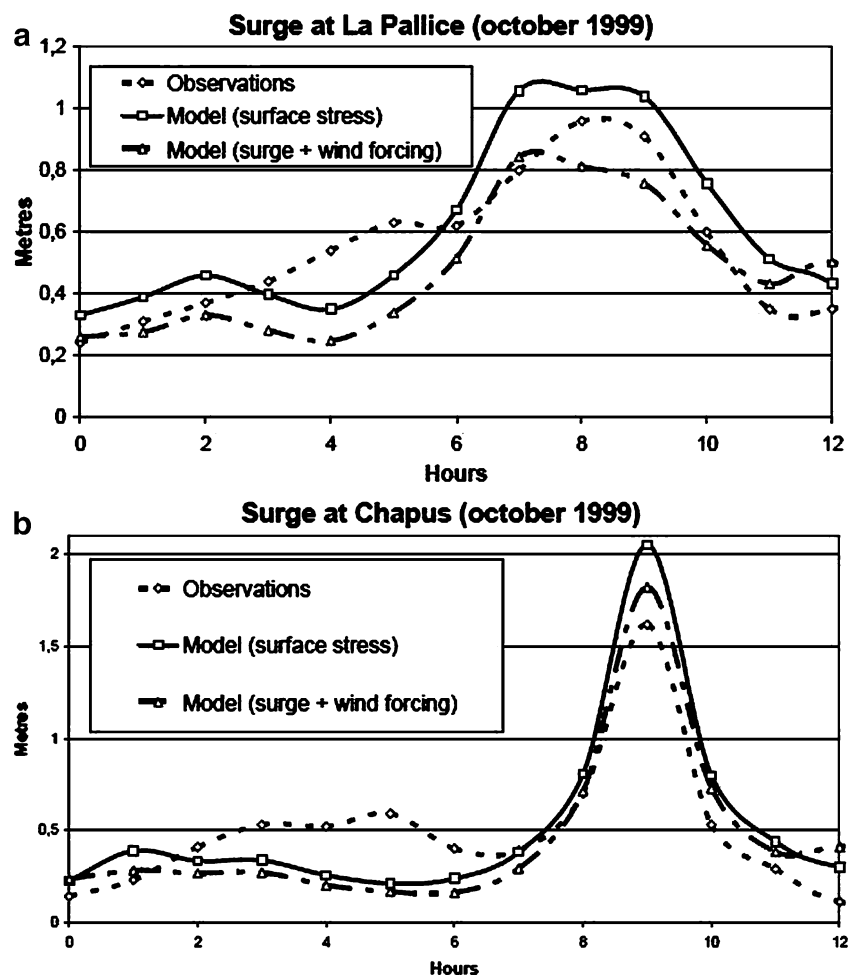 a
Surge at La Pallice (october 1999)
1,2
1
0,8
0,6
0,4
0,2
0
Metres
Observations
Model (surface stress)
Model (surge + wind forcing)
0 2 4 6 8 10 12
Hours
b
Surge at Chapus (october 1999)
2
1,5
1
0,5
0
Metres
Observations
Model (surface stress)
Model (surge + wind forcing)
0 2 4 6 8 10 12
Hours